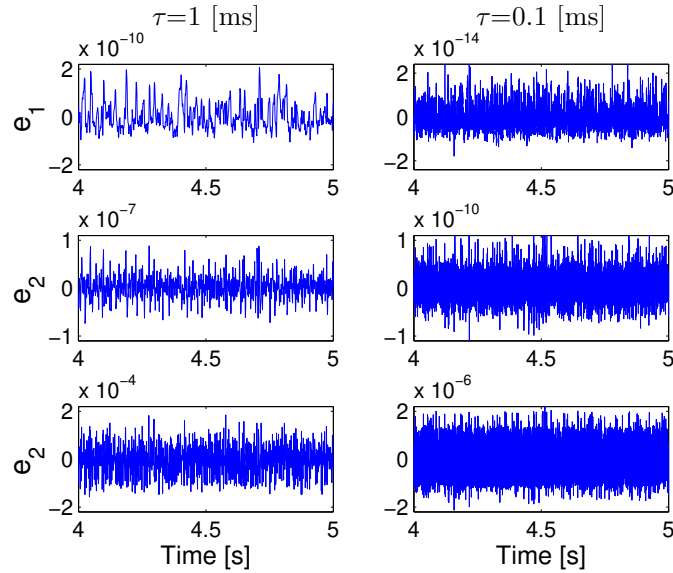 τ=1 [ms] τ=0.1 [ms]
x 10^-10 x 10^-14
2 2
e_1 0 0
−2 −2
4 4.5 5 4 4.5 5
x 10^-7 x 10^-10
1 1
e_2 0 0
−1 −1
4 4.5 5 4 4.5 5
x 10^-4 x 10^-6
2 2
e_2 0 0
−2 −2
4 4.5 5 4 4.5 5
Time [s] Time [s]